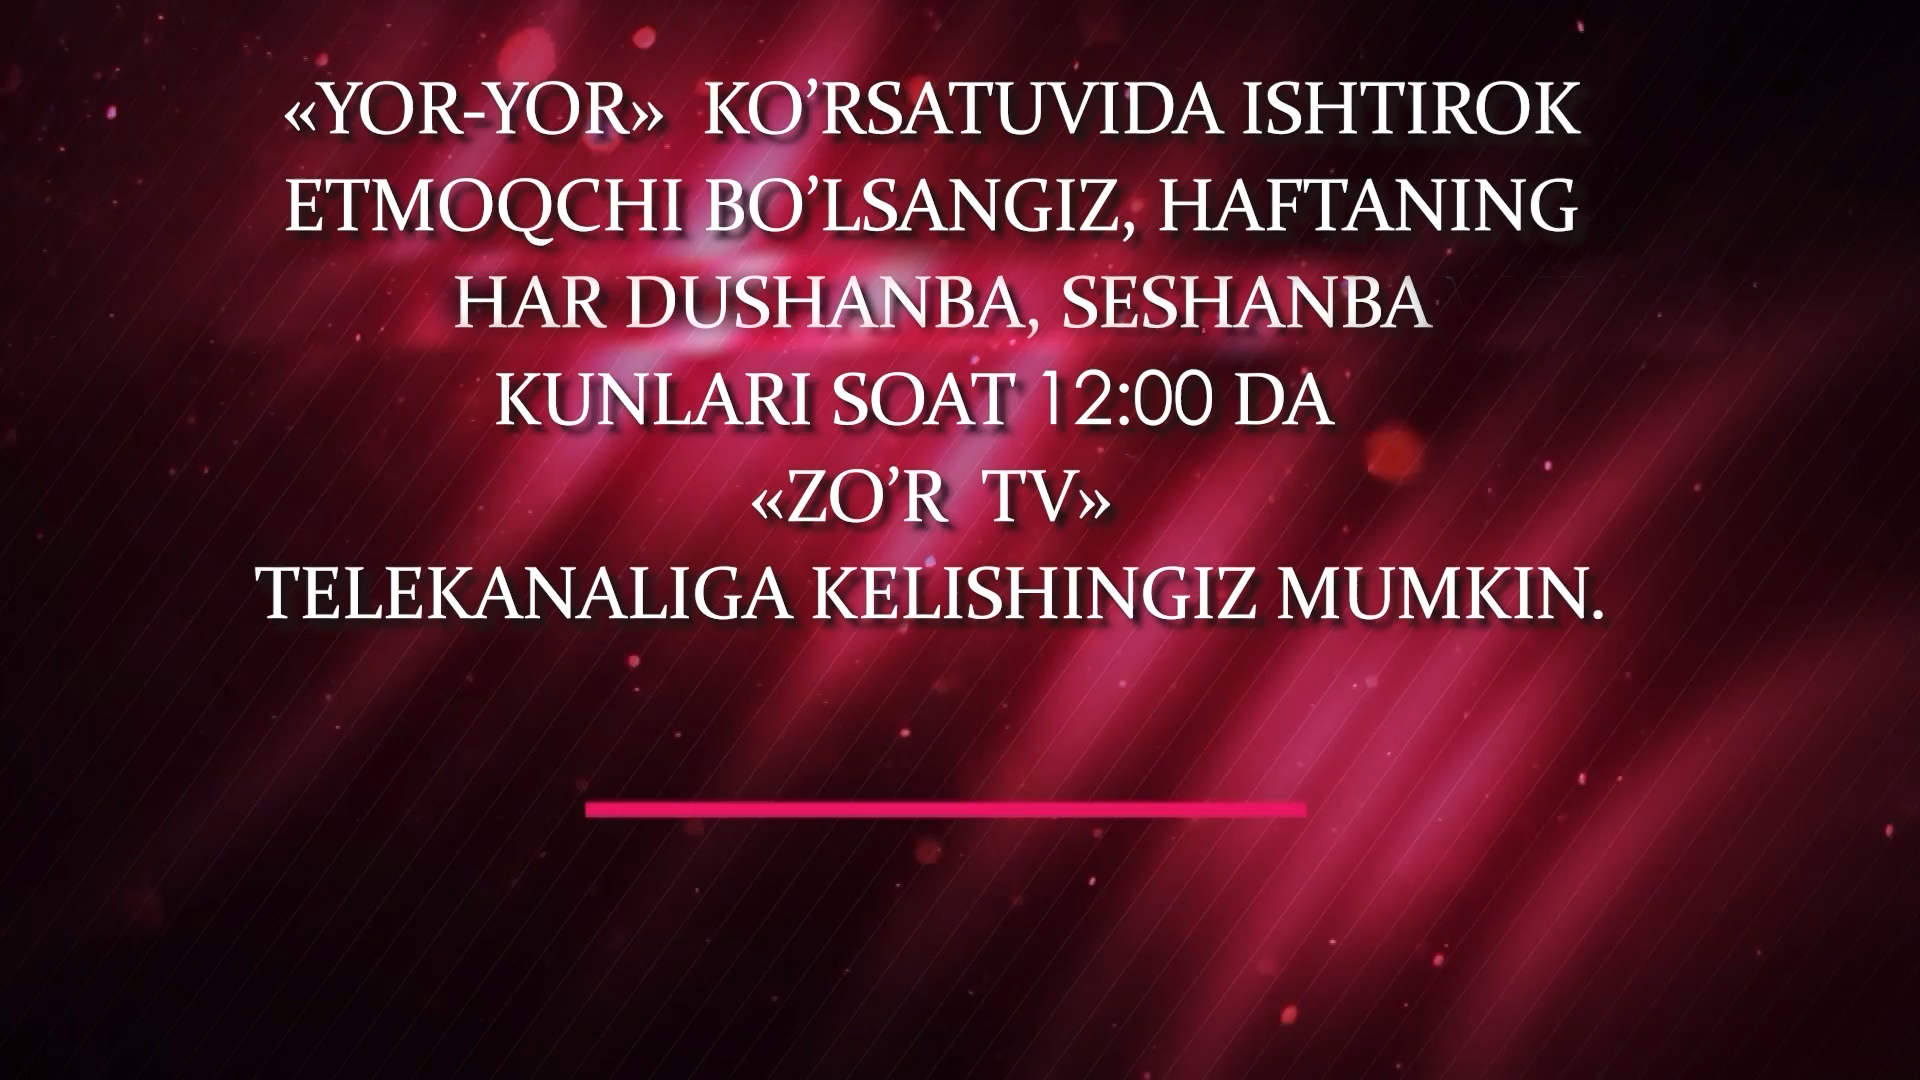 «YOR-YOR» KO’RSATUVIDA ISHTIROK
ETMOQCHI BO’LSANGIZ, HAFTANING
HAR DUSHANBA, SESHANBA
KUNLARI SOAT 12:00 DA
«ZO’R TV»
TELEKANALIGA KELISHINGIZ MUMKIN.